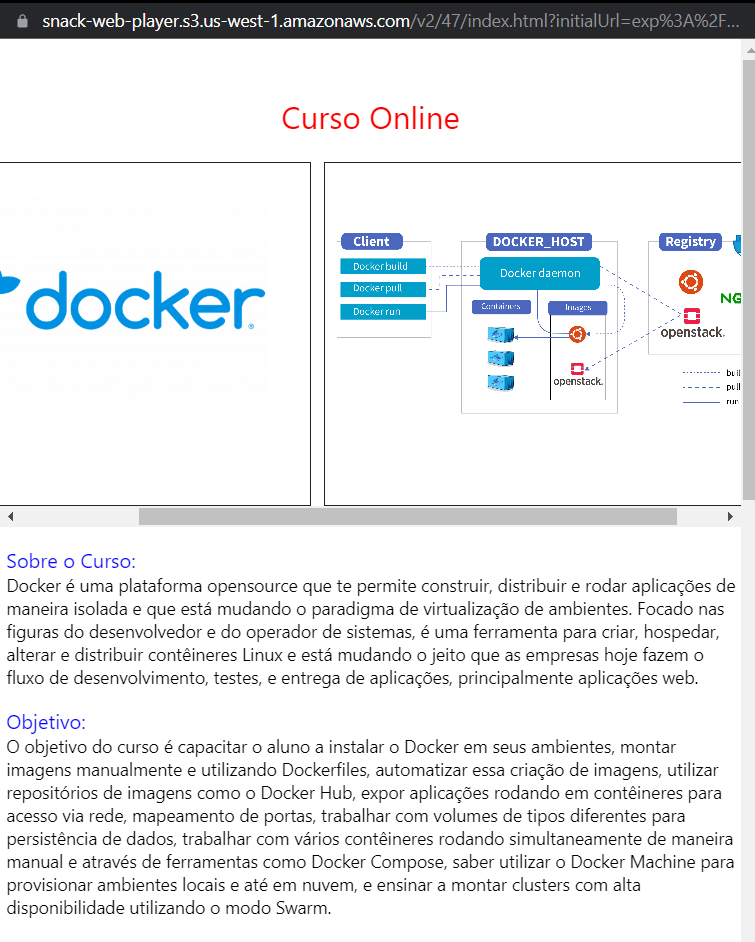 snack-web-player.s3.us-west-1.amazonaws.com/v2/47/index.html?initialUrl=exp%3A%2F...
Curso Online
docker
Client
DOCKER_HOST
Registry
Docker build
Docker daemon
Docker pull
Docker run
Containers
Images
NG
openstack.
openstack.
buil
pull
run
Sobre o Curso:
Docker é uma plataforma opensource que te permite construir, distribuir e rodar aplicações de
maneira isolada e que está mudando o paradigma de virtualização de ambientes. Focado nas
figuras do desenvolvedor e do operador de sistemas, é uma ferramenta para criar, hospedar,
alterar e distribuir contêineres Linux e está mudando o jeito que as empresas hoje fazem o
fluxo de desenvolvimento, testes, e entrega de aplicações, principalmente aplicações web.
Objetivo:
O objetivo do curso é capacitar o aluno a instalar o Docker em seus ambientes, montar
imagens manualmente e utilizando Dockerfiles, automatizar essa criação de imagens, utilizar
repositórios de imagens como o Docker Hub, expor aplicações rodando em contêineres para
acesso via rede, mapeamento de portas, trabalhar com volumes de tipos diferentes para
persistência de dados, trabalhar com vários contêineres rodando simultaneamente de maneira
manual e através de ferramentas como Docker Compose, saber utilizar o Docker Machine para
provisionar ambientes locais e até em nuvem, e ensinar a montar clusters com alta
disponibilidade utilizando o modo Swarm.